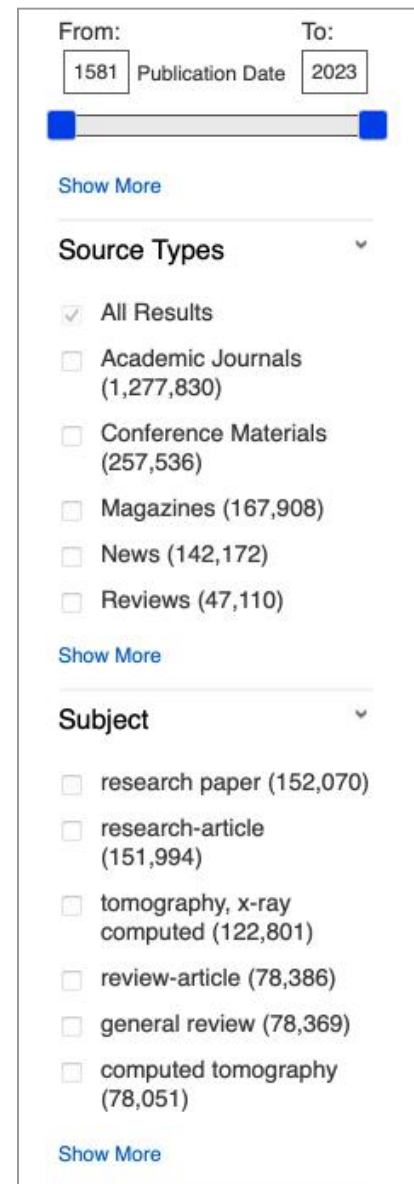 From: To:
1581 Publication Date 2023
Show More
Source Types
All Results
Academic Journals
(1,277,830)
Conference Materials
(257,536)
Magazines (167,908)
News (142,172)
Reviews (47,110)
Show More
Subject
research paper (152,070)
research-article
(151,994)
tomography, x-ray
computed (122,801)
review-article (78,386)
general review (78,369)
computed tomography
(78,051)
Show More